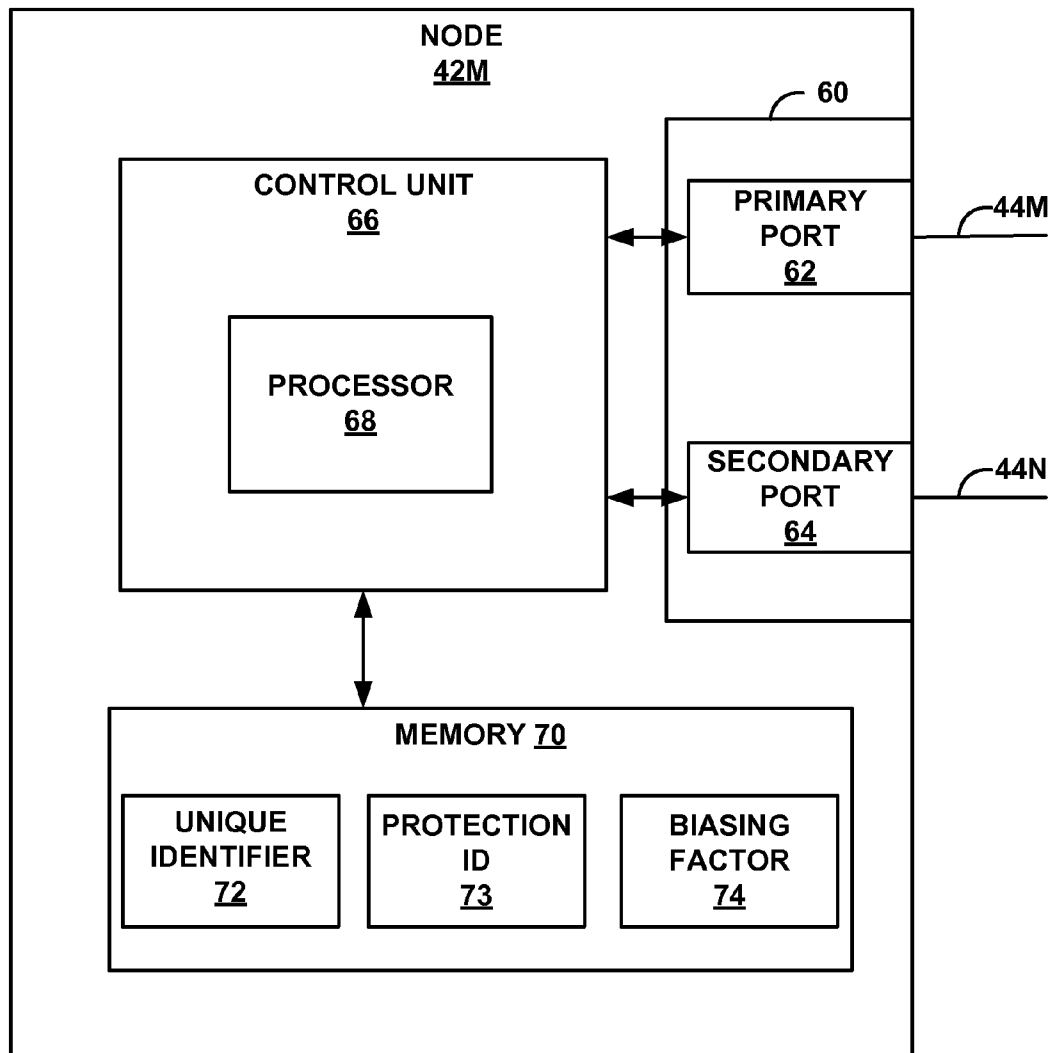 NODE
42M
60
CONTROL UNIT
66
PRIMARY
PORT
62
44M
PROCESSOR
68
SECONDARY
PORT
64
44N
MEMORY 70
UNIQUE
IDENTIFIER
72
PROTECTION
ID
73
BIASING
FACTOR
74